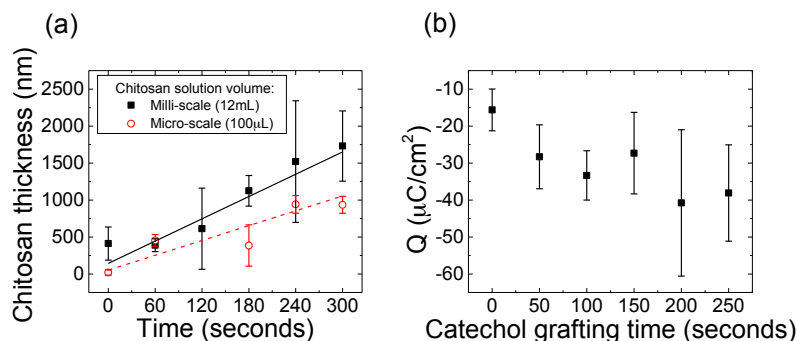 (a)
Chitosan thickness (nm)
2500
2000
1500
1000
500
0
Chitosan solution volume:
Milli-scale (12mL)
Micro-scale (100μL)
0 60 120 180 240 300
Time (seconds)
(b)
Q (μC/cm²)
-10
-20
-30
-40
-50
-60
0 50 100 150 200 250
Catechol grafting time (seconds)